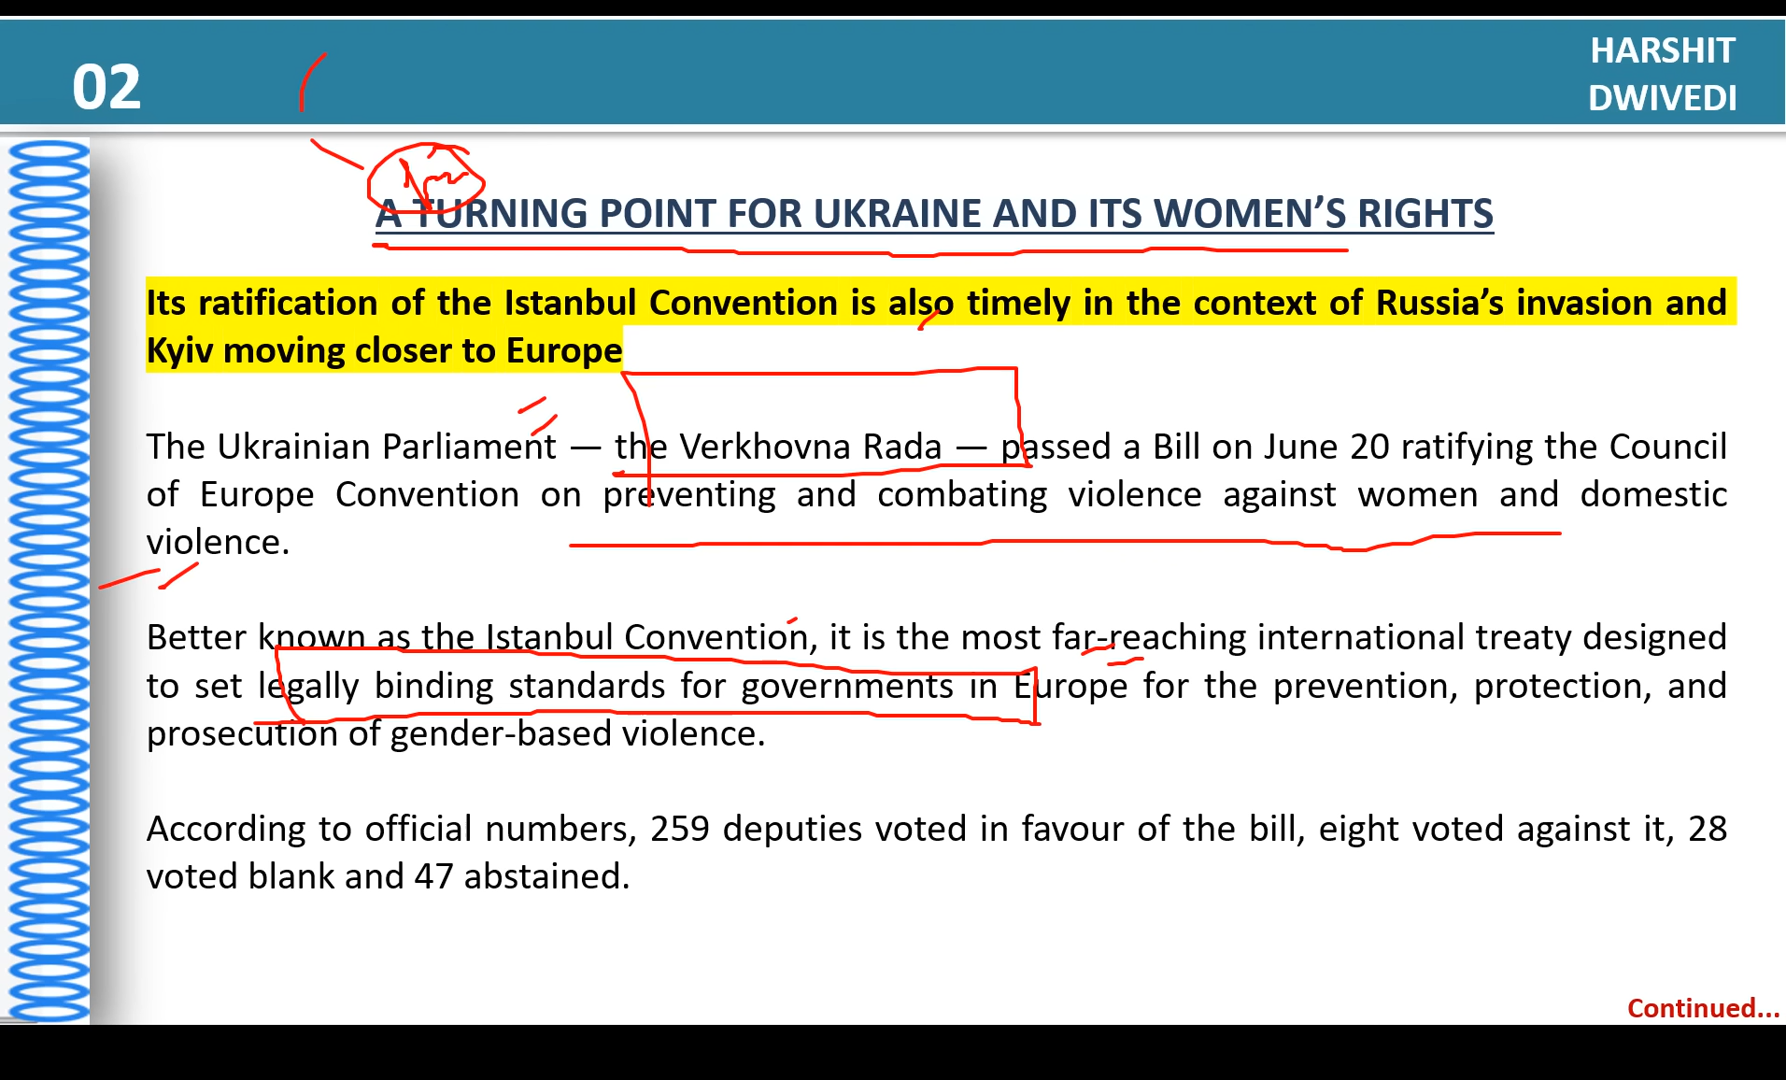 02
HARSHIT
DWIVEDI
A TURNING POINT FOR UKRAINE AND ITS WOMEN’S RIGHTS
Its ratification of the Istanbul Convention is also timely in the context of Russia’s invasion and
Kyiv moving closer to Europe
The Ukrainian Parliament — the Verkhovna Rada — passed a Bill on June 20 ratifying the Council
of Europe Convention on preventing and combating violence against women and domestic
violence.
Better known as the Istanbul Convention, it is the most far-reaching international treaty designed
to set legally binding standards for governments in Europe for the prevention, protection, and
prosecution of gender-based violence.
According to official numbers, 259 deputies voted in favour of the bill, eight voted against it, 28
voted blank and 47 abstained.
Continued...